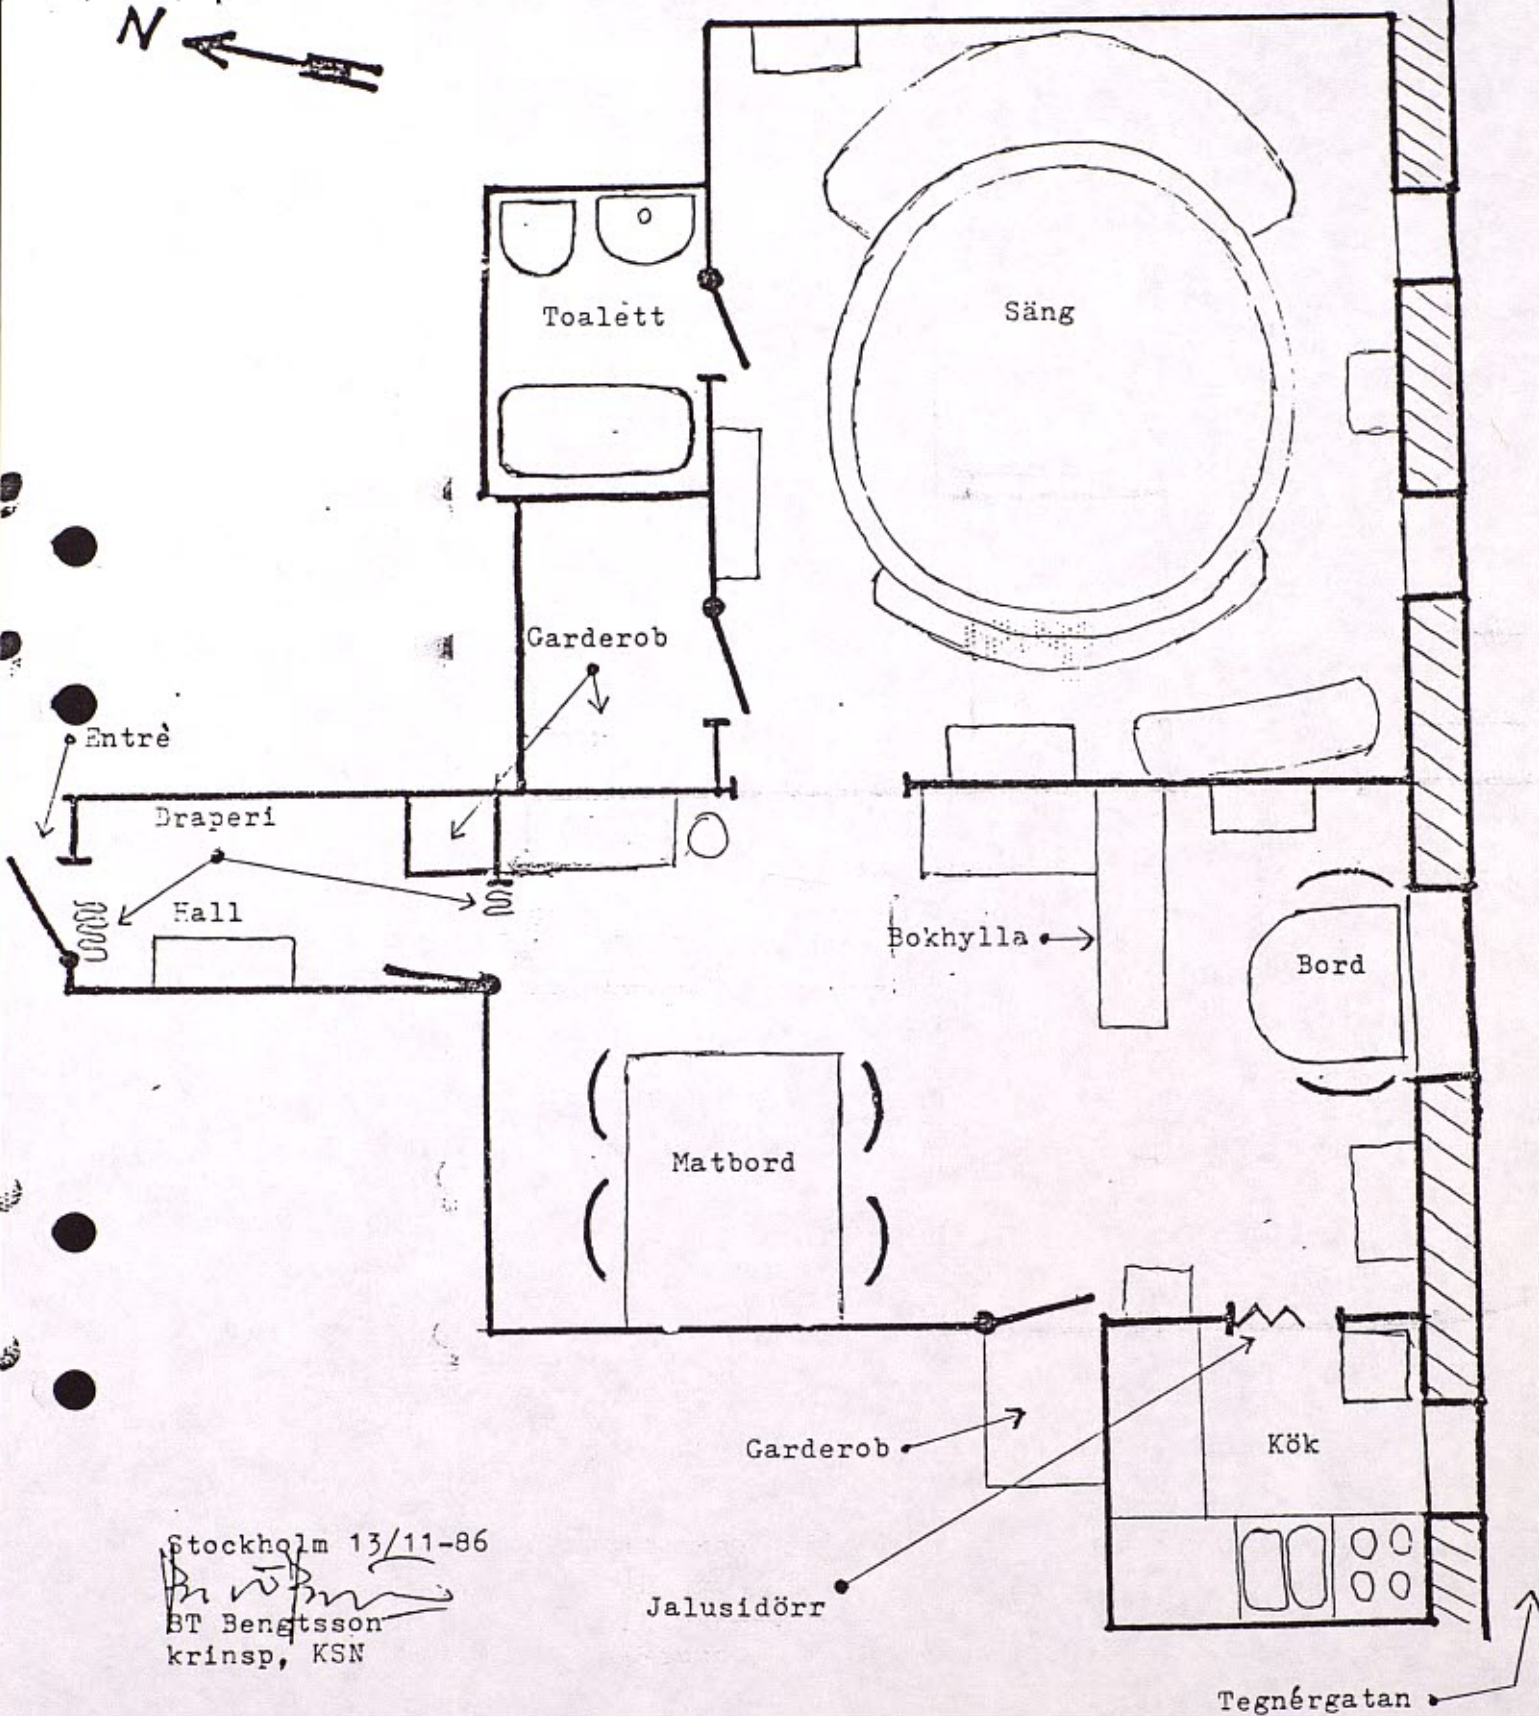 N
Toalett
Säng
Garderob
Entrè
Draperi
Hall
Bokhylla
Bord
Matbord
Garderob
Kök
Jalusidörr
Stockholm 13/11-86
BT Bengtsson
krinsp, KSN
Tegnérgatan